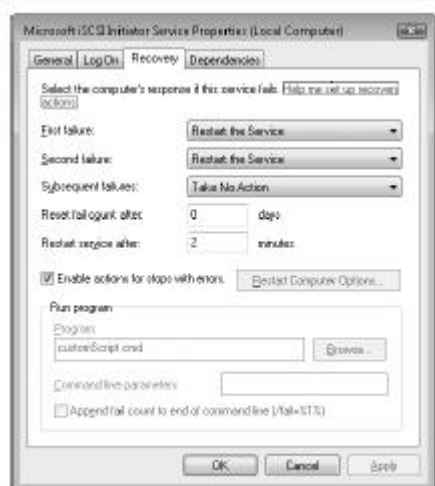 Microsoft iSCSI Initiator Service Properties (Local Computer)
General Log On Recovery Dependencies
Select the computer's response if this service fails. Help me set up recovery
actions.
First failure: Restart the Service
Second failure: Restart the Service
Subsequent failures: Take No Action
Reset fail count after: 0 days
Restart service after: 2 minutes
Enable actions for stops with errors. Restart Computer Options...
Run program
Program:
customScript.cmd Browse...
Command line parameters:
Append fail count to end of command line (/fail=%1%)
OK Cancel Apply